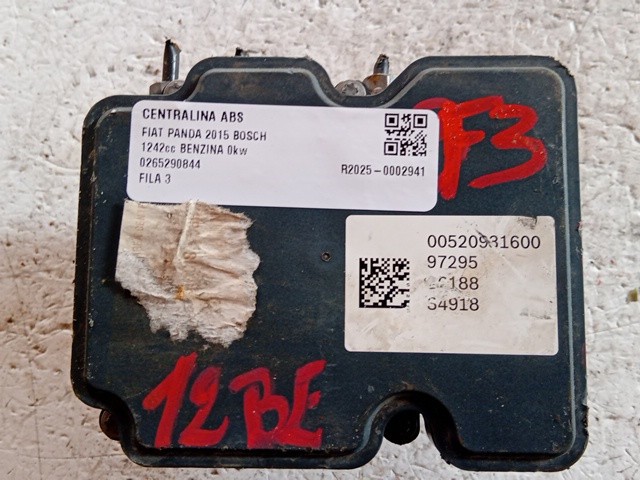 CENTRALINA ABS
FIAT PANDA 2015 BOSCH
1242cc BENZINA 0kw
0265290844
R2025-0002941
FILA 3
F3
00520931600
97295
188
S4918
12BE